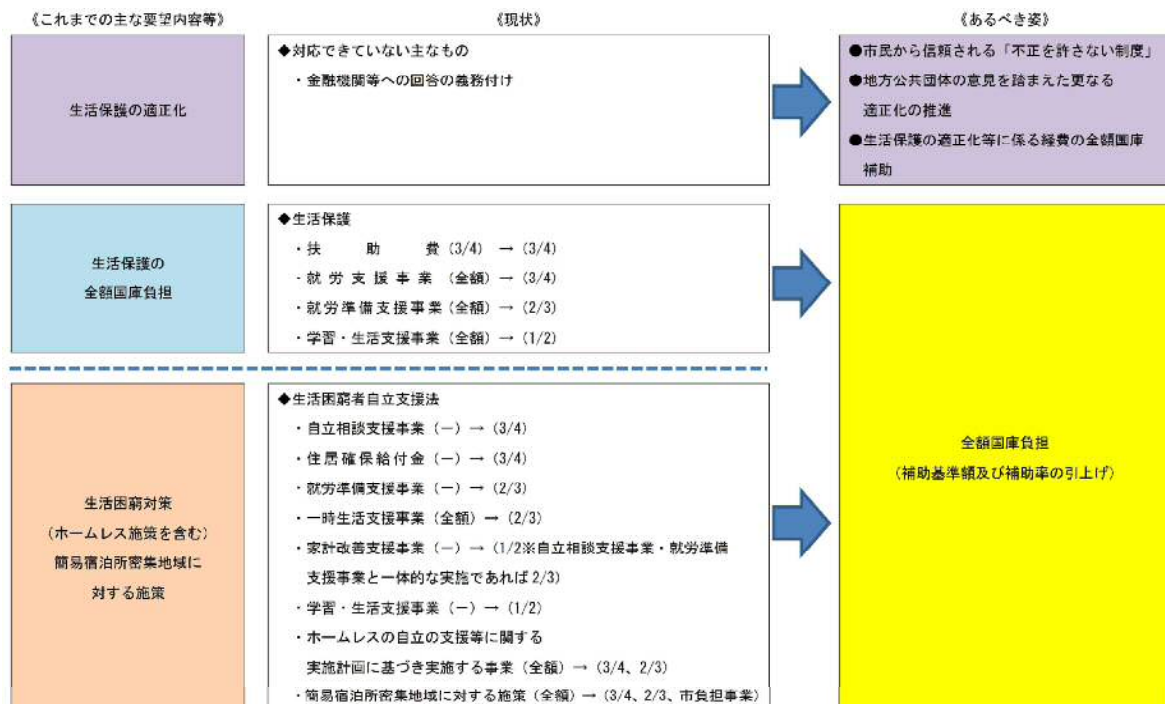 《これまでの主な要望内容等》
《現状》
《あるべき姿》
生活保護の適正化
◆対応できていない主なもの
・金融機関等への回答の義務付け
●市民から信頼される「不正を許さない制度」
●地方公共団体の意見を踏まえた更なる
適正化の推進
●生活保護の適正化等に係る経費の全額国庫
補助
生活保護の
全額国庫負担
◆生活保護
・扶助費(3/4) → (3/4)
・就労支援事業(全額) → (3/4)
・就労準備支援事業(全額) → (2/3)
・学習・生活支援事業(全額) → (1/2)
生活困窮対策
(ホームレス施策を含む)
簡易宿泊所密集地域に
対する施策
◆生活困窮者自立支援法
・自立相談支援事業(-) → (3/4)
・住居確保給付金(-) → (3/4)
・就労準備支援事業(-) → (2/3)
・一時生活支援事業(全額) → (2/3)
・家計改善支援事業(-) → (1/2※自立相談支援事業・就労準備
支援事業と一体的な実施であれば2/3)
・学習・生活支援事業(-) → (1/2)
・ホームレスの自立の支援等に関する
実施計画に基づき実施する事業(全額) → (3/4、2/3)
・簡易宿泊所密集地域に対する施策(全額) → (3/4、2/3、市負担事業)
全額国庫負担
(補助基準額及び補助率の引上げ)